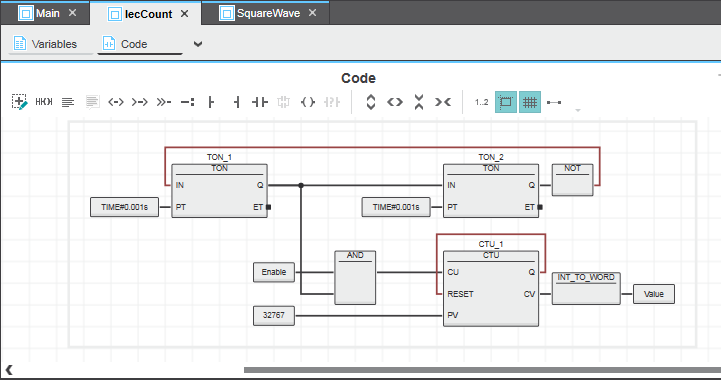 Main ✕ IecCount ✕ SquareWave ✕
Variables Code
Code
1..2
TON_1 TON_2
TON TON NOT
IN Q IN Q
TIME#0.001s PT ET TIME#0.001s PT ET
CTU_1
AND CTU
INT_TO_WORD
Enable CU Q
RESET CV Value
32767 PV